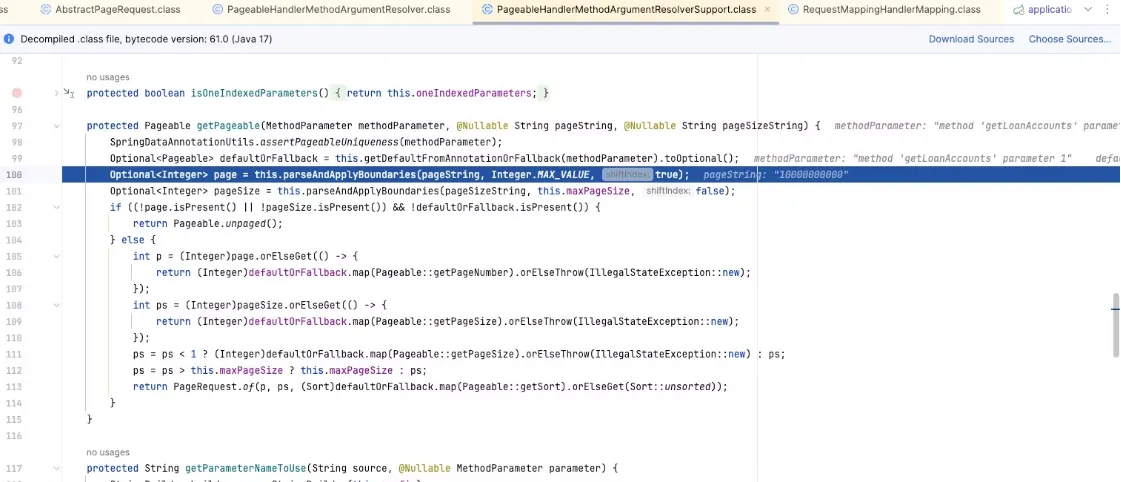 ss
AbstractPageRequest.class
PageableHandlerMethodArgumentResolver.class
PageableHandlerMethodArgumentResolverSupport.class ×
RequestMappingHandlerMapping.class
applicatio
Decompiled .class file, bytecode version: 61.0 (Java 17)
Download Sources
Choose Sources...
92
no usages
protected boolean isOneIndexedParameters() { return this.oneIndexedParameters; }
96
97 protected Pageable getPageable(MethodParameter methodParameter, @Nullable String pageString, @Nullable String pageSizeString) { methodParameter: "method 'getLoanAccounts' parame
98 SpringDataAnnotationUtils.assertPageableUniqueness(methodParameter);
99 Optional<Pageable> defaultOrFallback = this.getDefaultFromAnnotationOrFallback(methodParameter).toOptional(); methodParameter: "method 'getLoanAccounts' parameter 1" defa
100 Optional<Integer> page = this.parseAndApplyBoundaries(pageString, Integer.MAX_VALUE, shiftIndex: true); pageString: "10000000000"
101 Optional<Integer> pageSize = this.parseAndApplyBoundaries(pageSizeString, this.maxPageSize, shiftIndex: false);
102 if ((!page.isPresent() || !pageSize.isPresent()) && !defaultOrFallback.isPresent()) {
103 return Pageable.unpaged();
104 } else {
105 int p = (Integer)page.orElseGet(() -> {
106 return (Integer)defaultOrFallback.map(Pageable::getPageNumber).orElseThrow(IllegalStateException::new);
107 });
108 int ps = (Integer)pageSize.orElseGet(() -> {
109 return (Integer)defaultOrFallback.map(Pageable::getPageSize).orElseThrow(IllegalStateException::new);
110 });
111 ps = ps < 1 ? (Integer)defaultOrFallback.map(Pageable::getPageSize).orElseThrow(IllegalStateException::new) : ps;
112 ps = ps > this.maxPageSize ? this.maxPageSize : ps;
113 return PageRequest.of(p, ps, (Sort)defaultOrFallback.map(Pageable::getSort).orElseGet(Sort::unsorted));
114 }
115 }
116
no usages
117 protected String getParameterNameToUse(String source, @Nullable MethodParameter parameter) {